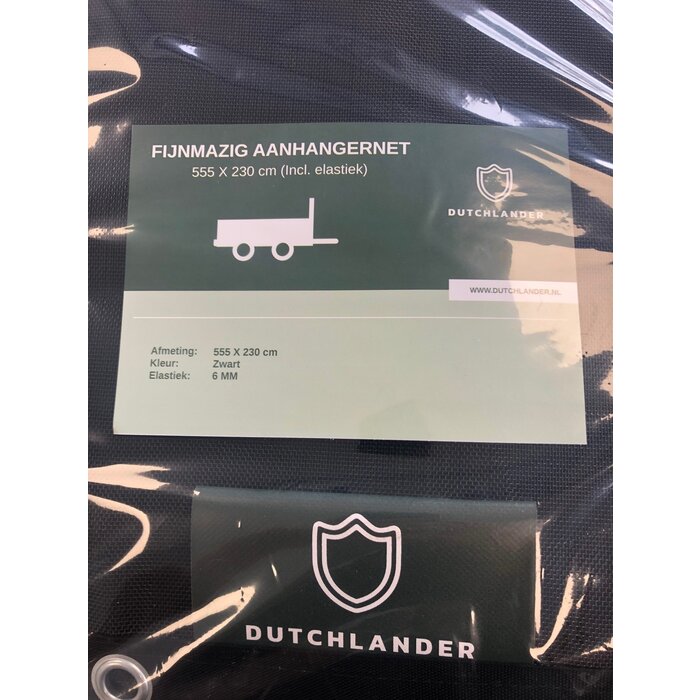 FIJNMAZIG AANHANGERNET
555 X 230 cm (Incl. elastiek)
DUTCHLANDER
WWW.DUTCHLANDER.NL
Afmeting: 555 X 230 cm
Kleur: Zwart
Elastiek: 6 MM
DUTCHLANDER